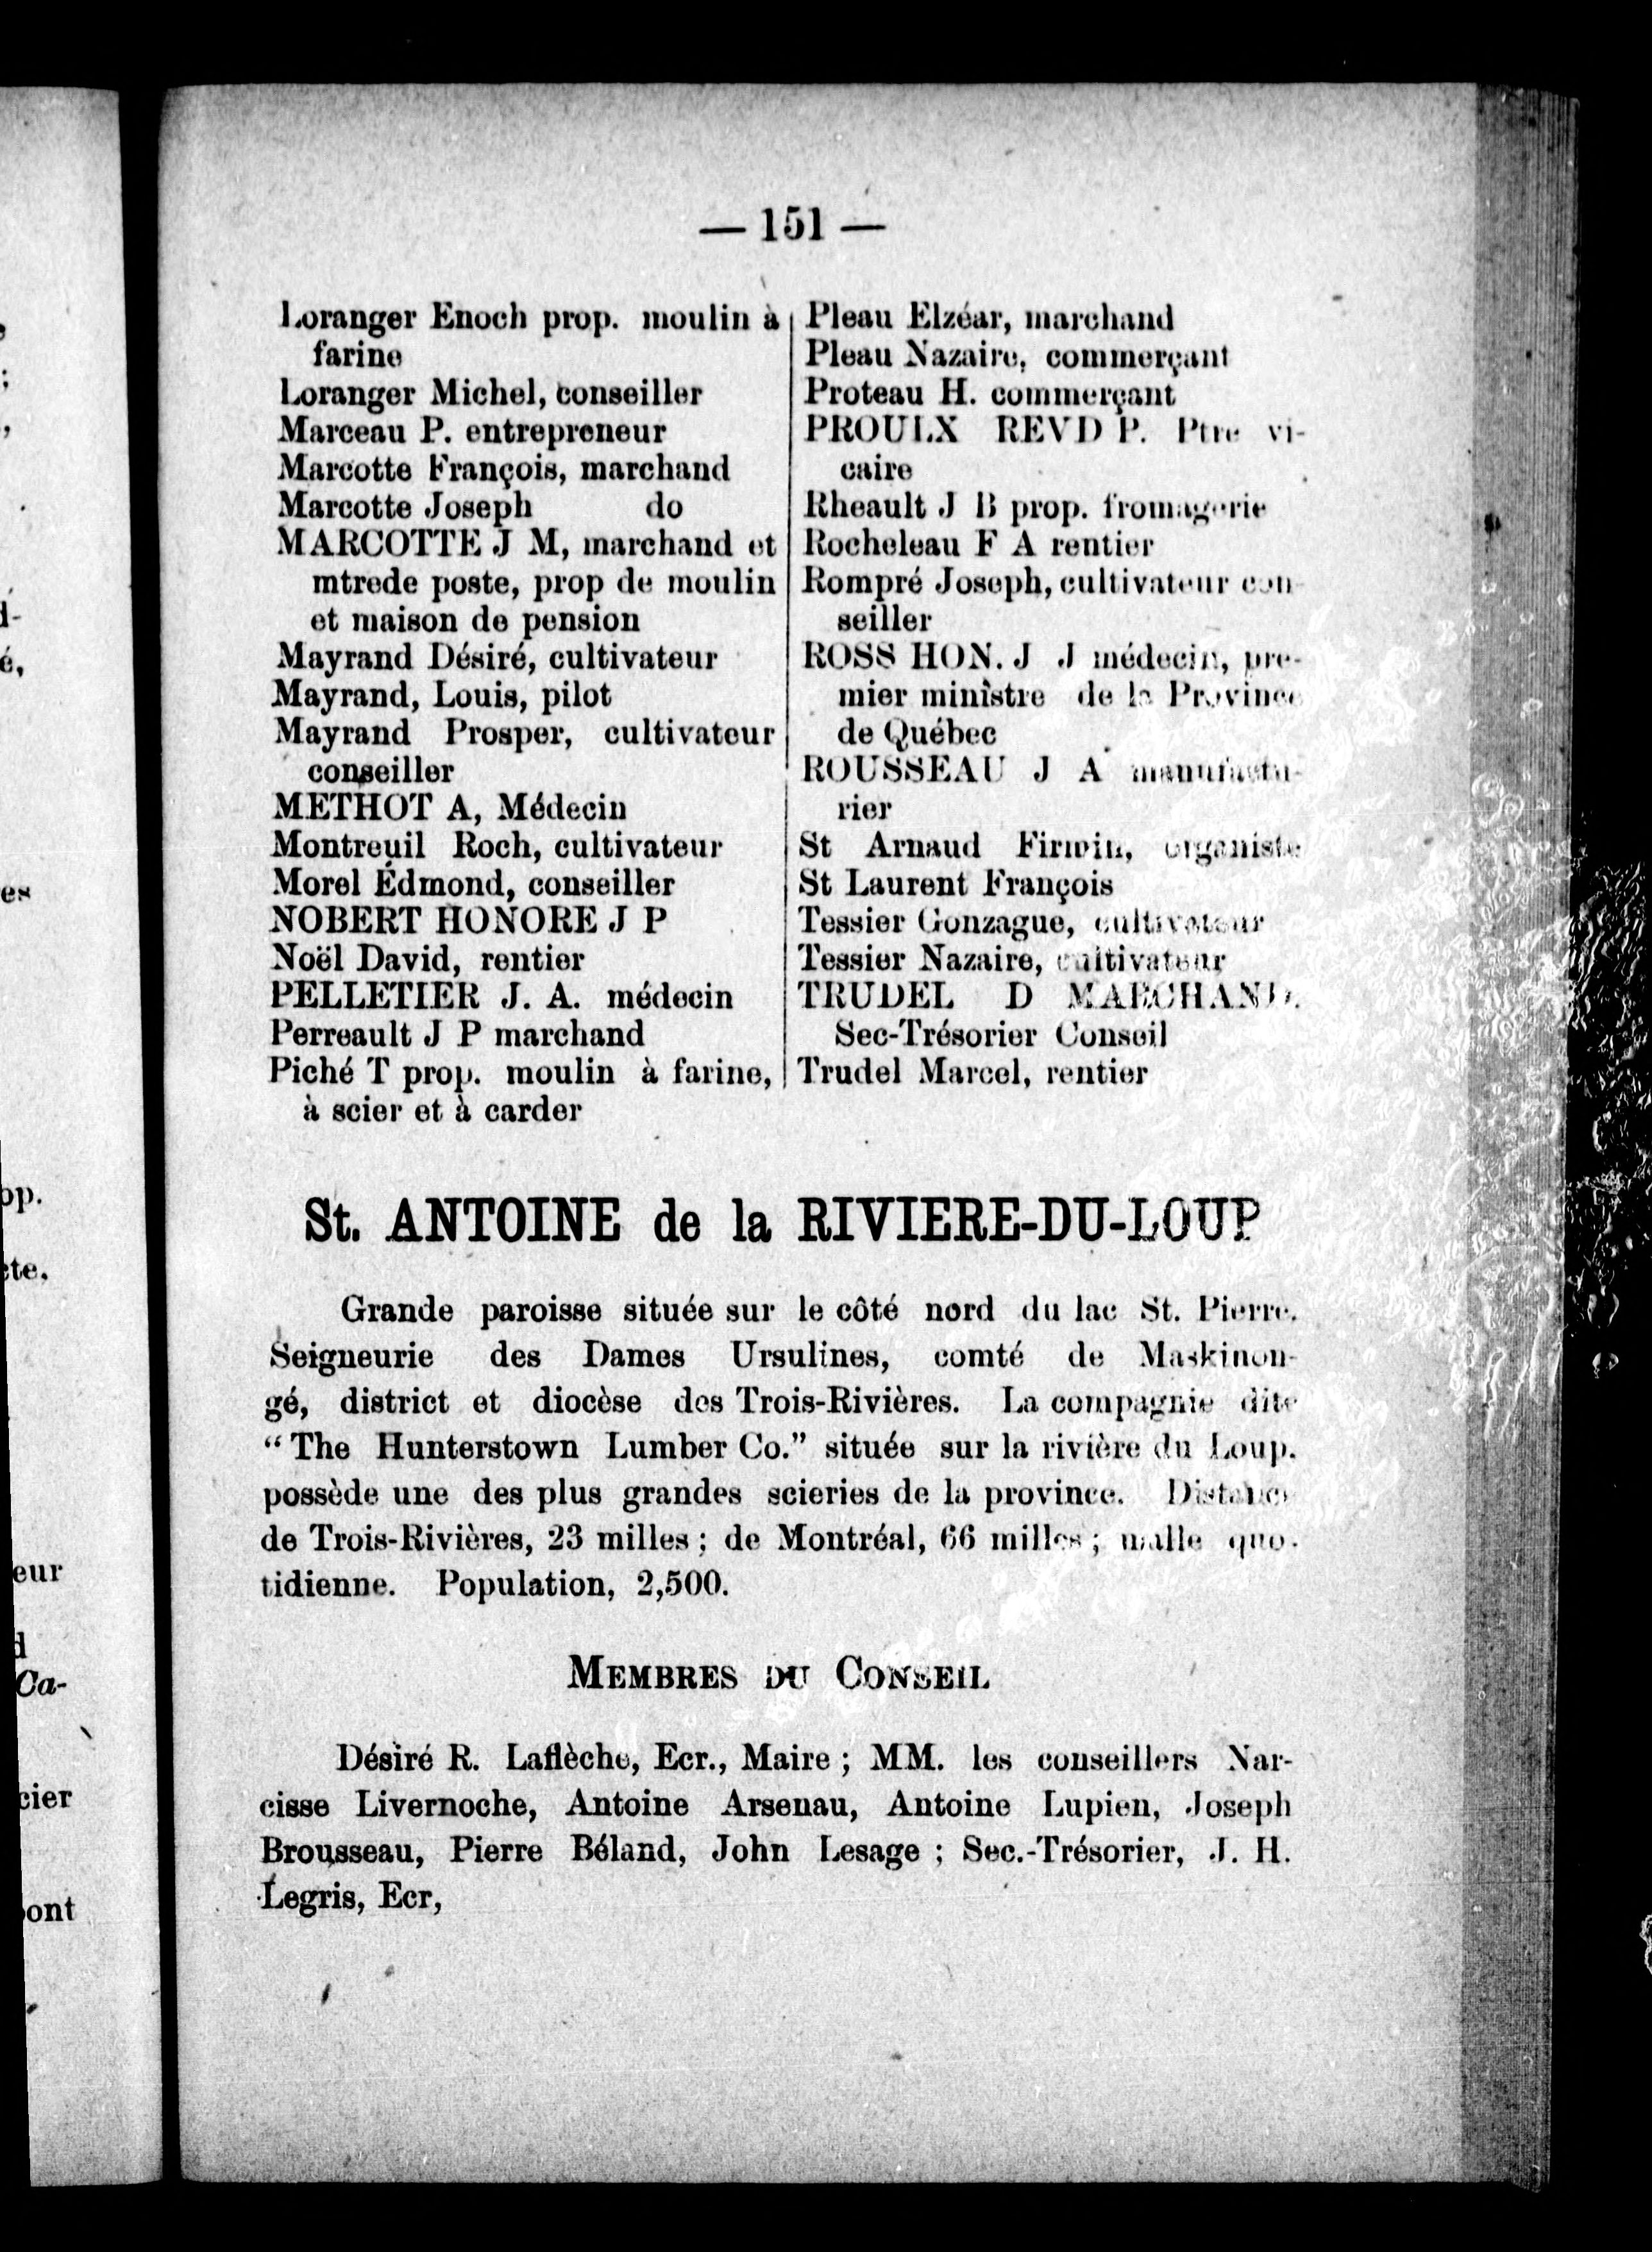 — 151 —
Loranger Enoch prop. moulin à
farine
Loranger Michel, conseiller
Marceau P. entrepreneur
Marcotte François, marchand
Marcotte Joseph do
MARCOTTE J M, marchand et
mtrede poste, prop de moulin
et maison de pension
Mayrand Désiré, cultivateur
Mayrand, Louis, pilot
Mayrand Prosper, cultivateur
conseiller
METHOT A, Médecin
Montreuil Roch, cultivateur
Morel Édmond, conseiller
NOBERT HONORE J P
Noël David, rentier
PELLETIER J. A. médecin
Perreault J P marchand
Piché T prop. moulin à farine,
à scier et à carder
Pleau Elzéar, marchand
Pleau Nazaire, commerçant
Proteau H. commerçant
PROULX REVD P. Ptre vi-
caire
Rheault J B prop. fromagerie
Rocheleau F A rentier
Rompré Joseph, cultivateur con-
seiller
ROSS HON. J J médecin, pre-
mier ministre de la Province
de Québec
ROUSSEAU J A manufactu-
rier
St Arnaud Firmin, organiste
St Laurent François
Tessier Gonzague, cultivateur
Tessier Nazaire, cultivateur
TRUDEL D MARCHAND.
Sec-Trésorier Conseil
Trudel Marcel, rentier
St. ANTOINE de la RIVIERE-DU-LOUP
Grande paroisse située sur le côté nord du lac St. Pierre.
Seigneurie des Dames Ursulines, comté de Maskinon-
gé, district et diocèse des Trois-Rivières. La compagnie dite
“The Hunterstown Lumber Co.” située sur la rivière du Loup.
possède une des plus grandes scieries de la province. Distance
de Trois-Rivières, 23 milles ; de Montréal, 66 milles ; malle quo-
tidienne. Population, 2,500.
MEMBRES DU CONSEIL
Désiré R. Laflèche, Ecr., Maire ; MM. les conseillers Nar-
cisse Livernoche, Antoine Arsenau, Antoine Lupien, Joseph
Brousseau, Pierre Béland, John Lesage ; Sec.-Trésorier, J. H.
Legris, Ecr,